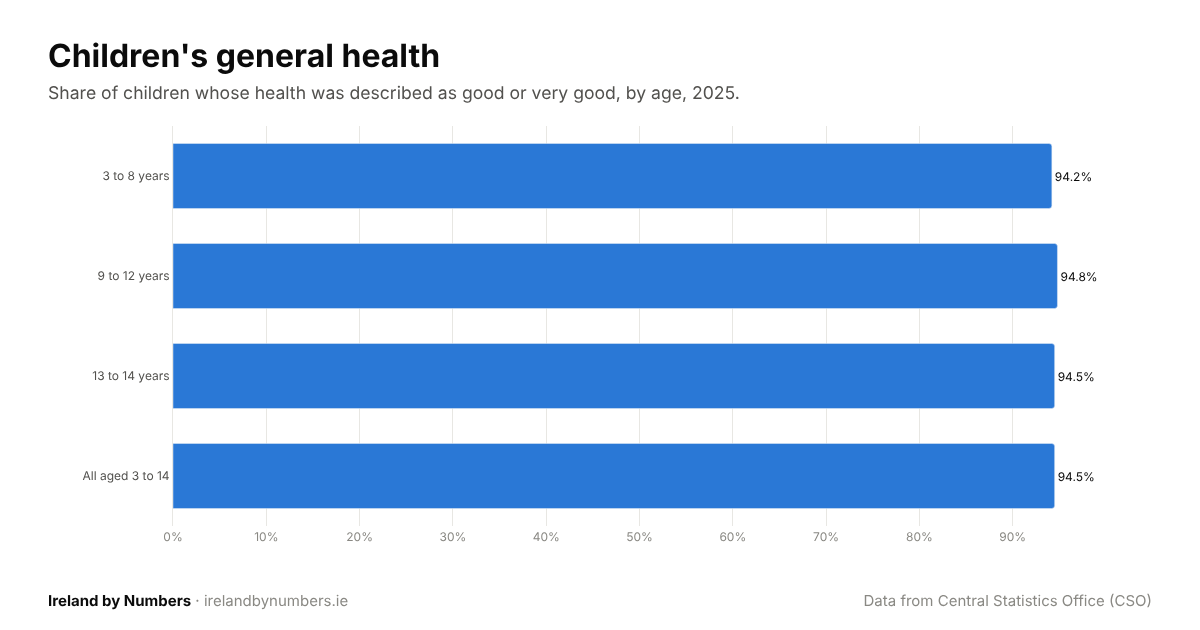 Children's general health
Share of children whose health was described as good or very good, by age, 2025.
3 to 8 years
94.2%
9 to 12 years
94.8%
13 to 14 years
94.5%
All aged 3 to 14
94.5%
0% 10% 20% 30% 40% 50% 60% 70% 80% 90%
Ireland by Numbers · irelandbynumbers.ie
Data from Central Statistics Office (CSO)